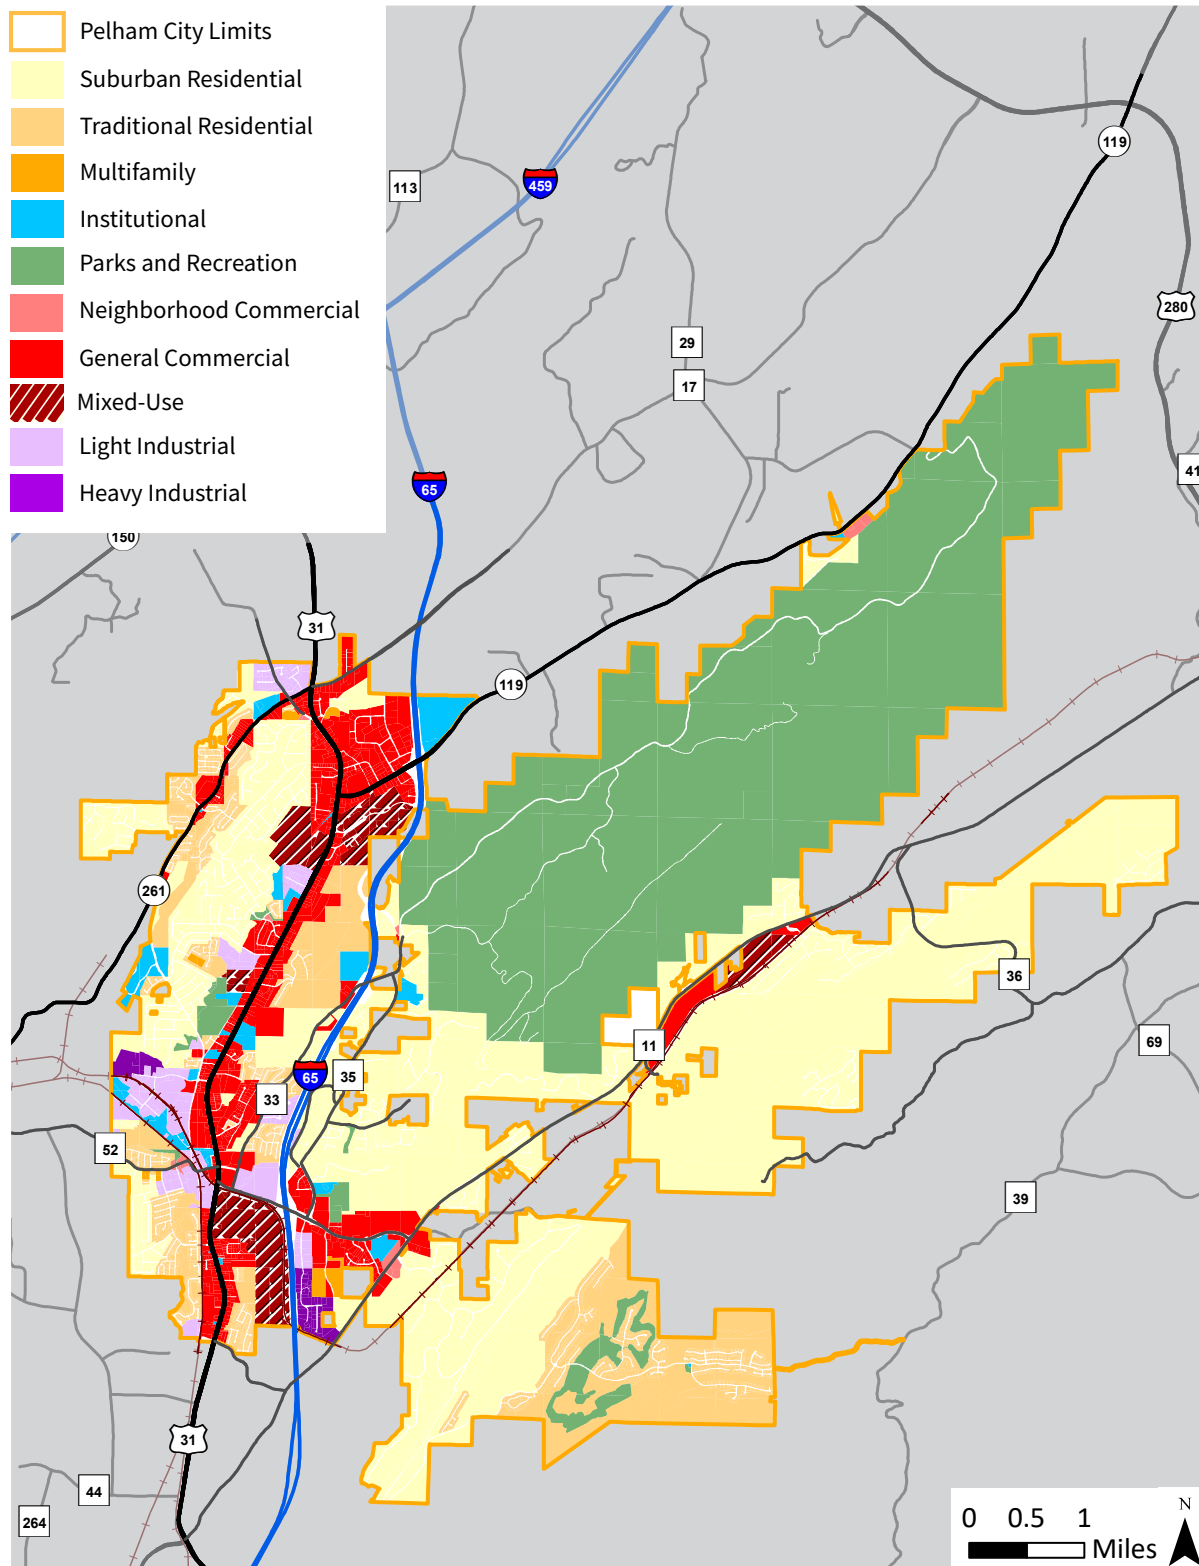 Pelham City Limits
Suburban Residential
Traditional Residential
Multifamily
Institutional
Parks and Recreation
Neighborhood Commercial
General Commercial
Mixed-Use
Light Industrial
Heavy Industrial
119
459
113
280
29
17
41
65
150
31
119
261
36
11
69
65
35
33
52
39
31
44
264
0 0.5 1
Miles
N